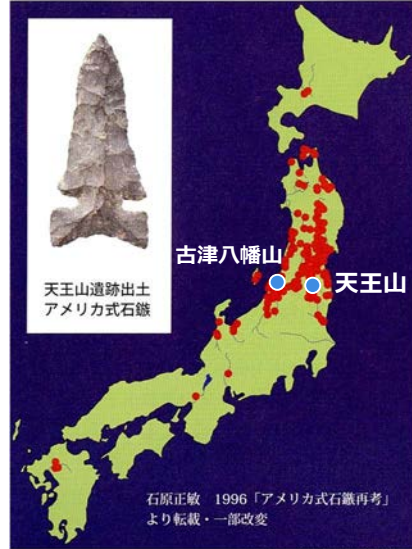 古津八幡山
天王山
天王山遺跡出土
アメリカ式石鏃
石原正敏 1996「アメリカ式石鏃再考」
より転載・一部改変